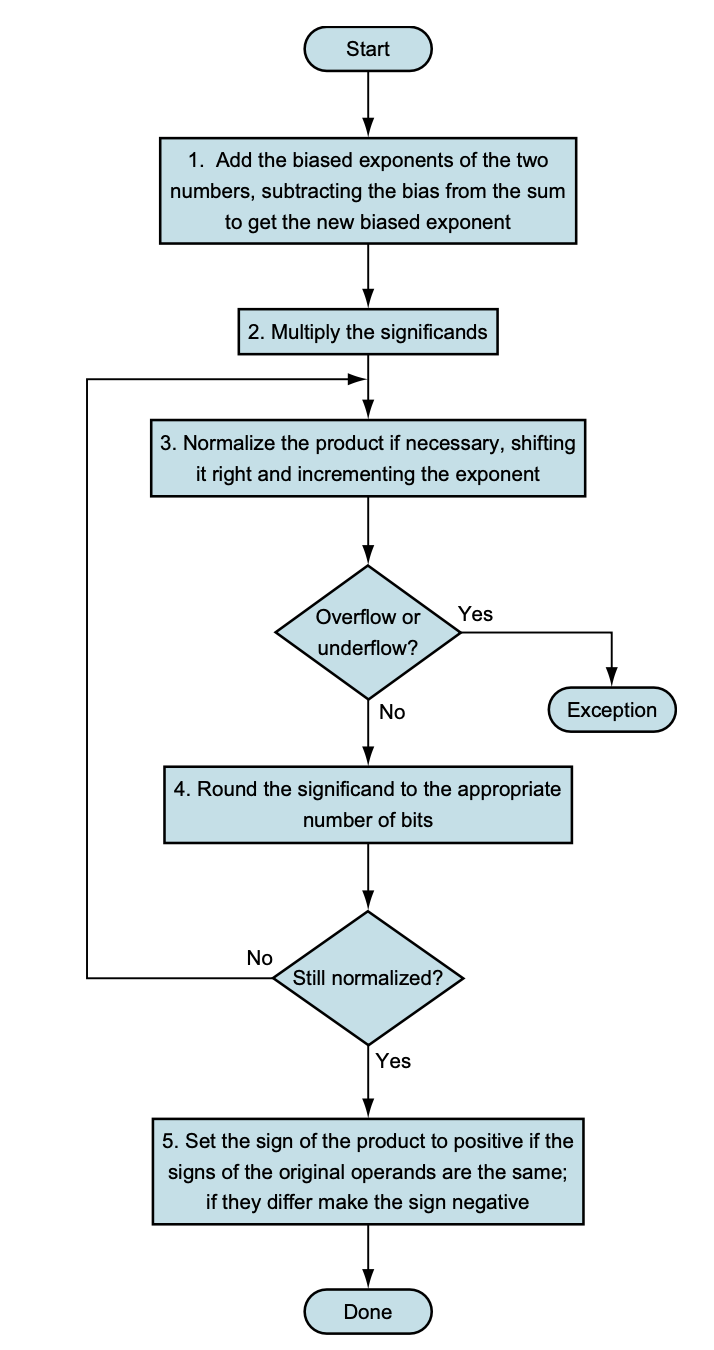 Start
1. Add the biased exponents of the two
numbers, subtracting the bias from the sum
to get the new biased exponent
2. Multiply the significands
3. Normalize the product if necessary, shifting
it right and incrementing the exponent
Overflow or
underflow?
Yes
No
Exception
4. Round the significand to the appropriate
number of bits
No
Still normalized?
Yes
5. Set the sign of the product to positive if the
signs of the original operands are the same;
if they differ make the sign negative
Done